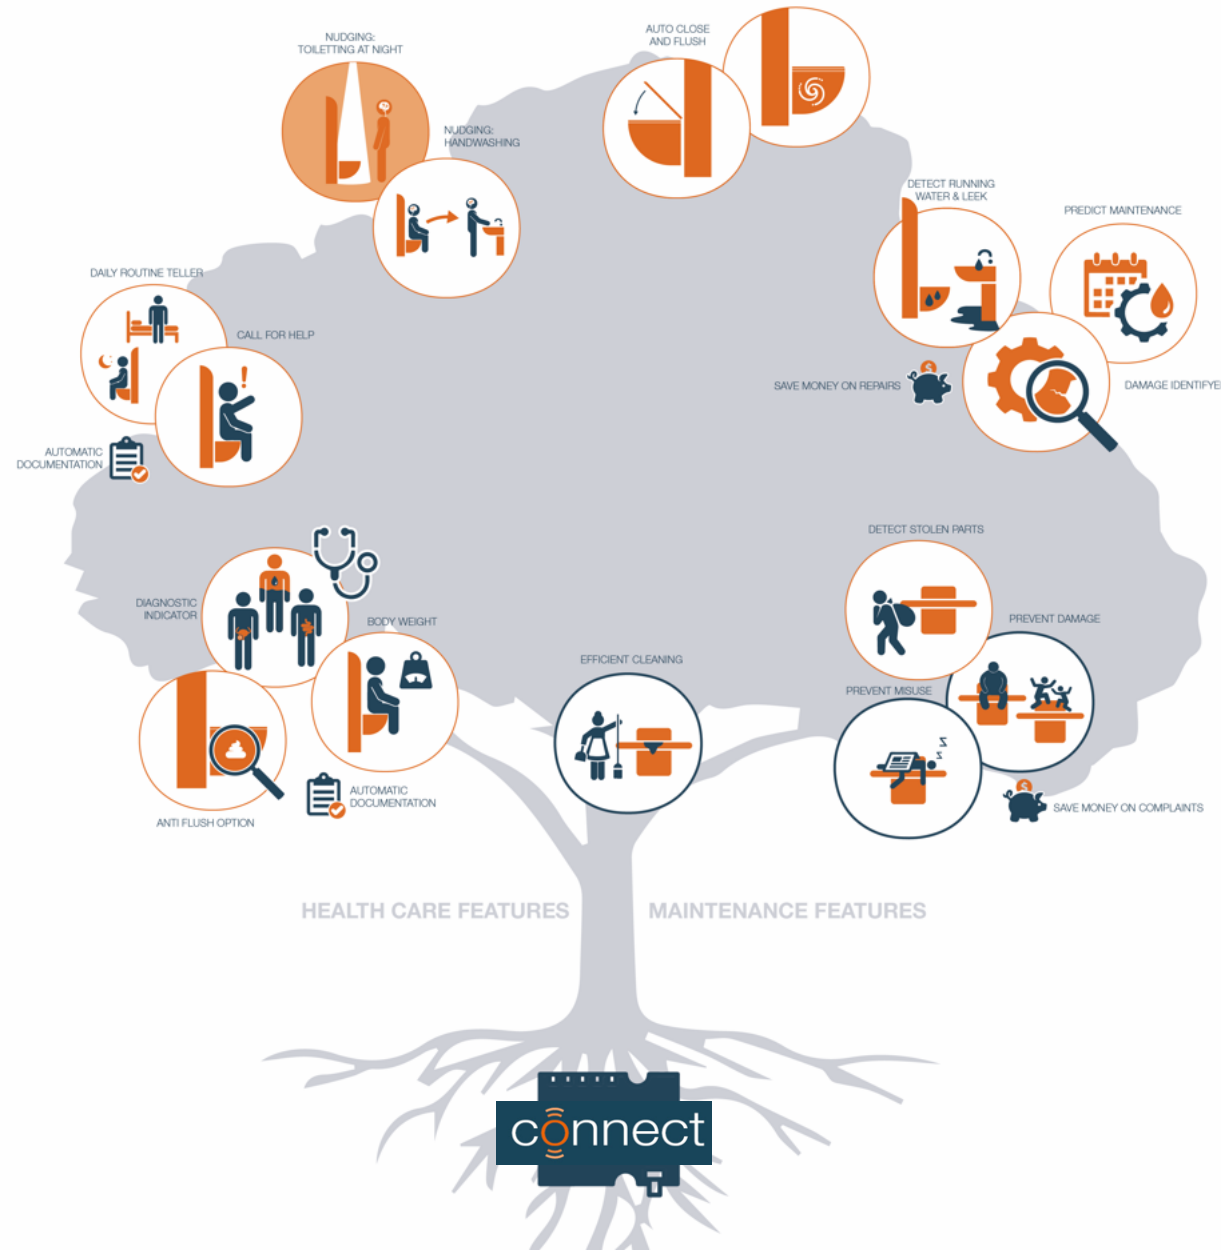 NUDGING:
TOILETTING AT NIGHT
AUTO CLOSE
AND FLUSH
NUDGING:
HANDWASHING
DETECT RUNNING
WATER & LEEK
PREDICT MAINTENANCE
DAILY ROUTINE TELLER
CALL FOR HELP
SAVE MONEY ON REPAIRS
$
DAMAGE IDENTIFYE
AUTOMATIC
DOCUMENTATION
DETECT STOLEN PARTS
DIAGNOSTIC
INDICATOR
BODY WEIGHT
PREVENT DAMAGE
EFFICIENT CLEANING
PREVENT MISUSE
z
z
AUTOMATIC
DOCUMENTATION
$
SAVE MONEY ON COMPLAINTS
ANTI FLUSH OPTION
HEALTH CARE FEATURES
MAINTENANCE FEATURES
connect